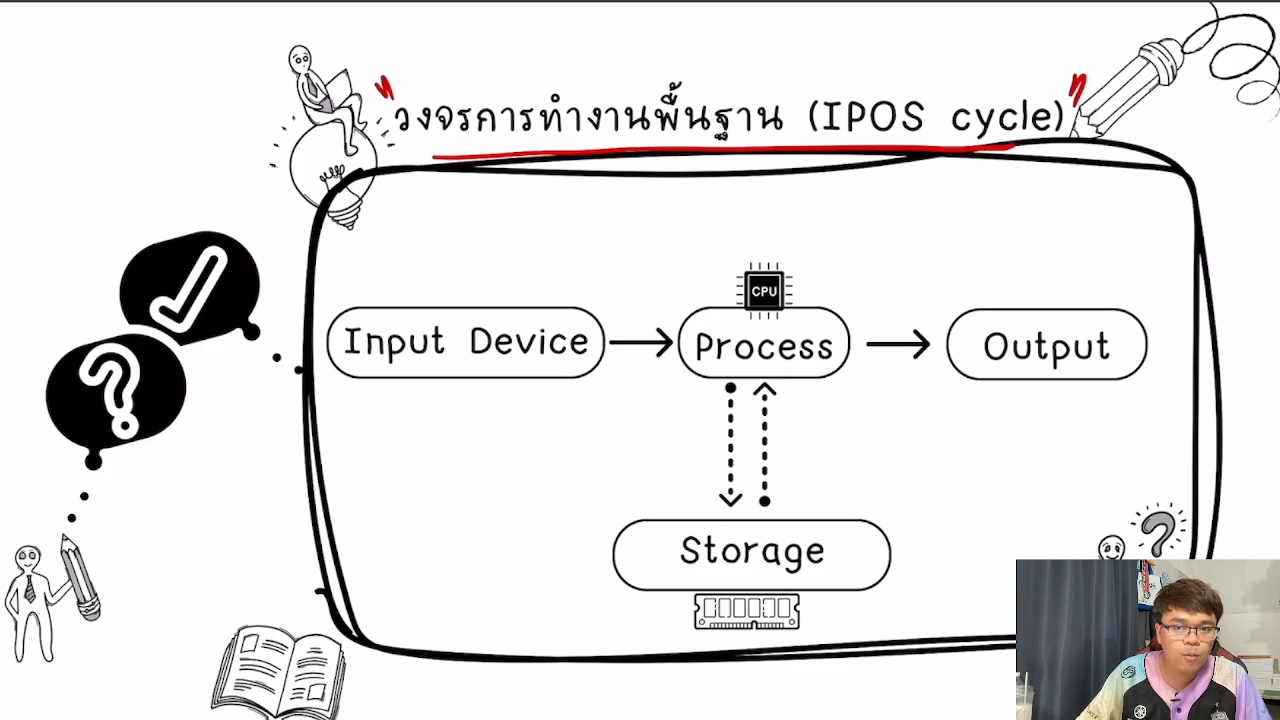 "วงจรการทำงานพื้นฐาน (IPOS cycle)"
CPU
Input Device
Process
Output
Storage